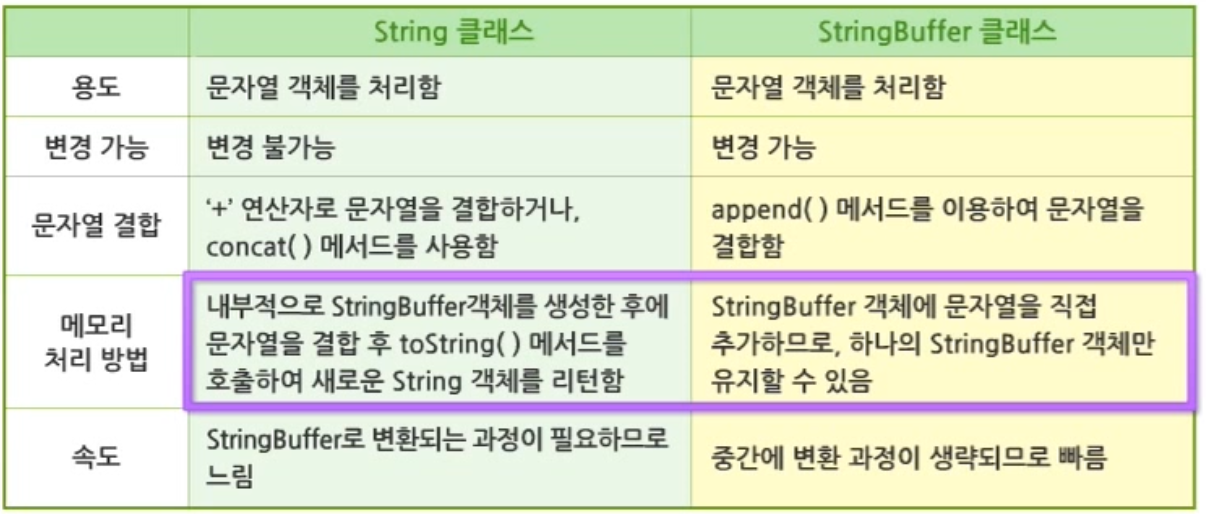 String 클래스
StringBuffer 클래스
용도
문자열 객체를 처리함
문자열 객체를 처리함
변경 가능
변경 불가능
변경 가능
문자열 결합
‘+’ 연산자로 문자열을 결합하거나,
concat( ) 메서드를 사용함
append( ) 메서드를 이용하여 문자열을
결합함
메모리
처리 방법
내부적으로 StringBuffer객체를 생성한 후에
문자열을 결합 후 toString( ) 메서드를
호출하여 새로운 String 객체를 리턴함
StringBuffer 객체에 문자열을 직접
추가하므로, 하나의 StringBuffer 객체만
유지할 수 있음
속도
StringBuffer로 변환되는 과정이 필요하므로
느림
중간에 변환 과정이 생략되므로 빠름